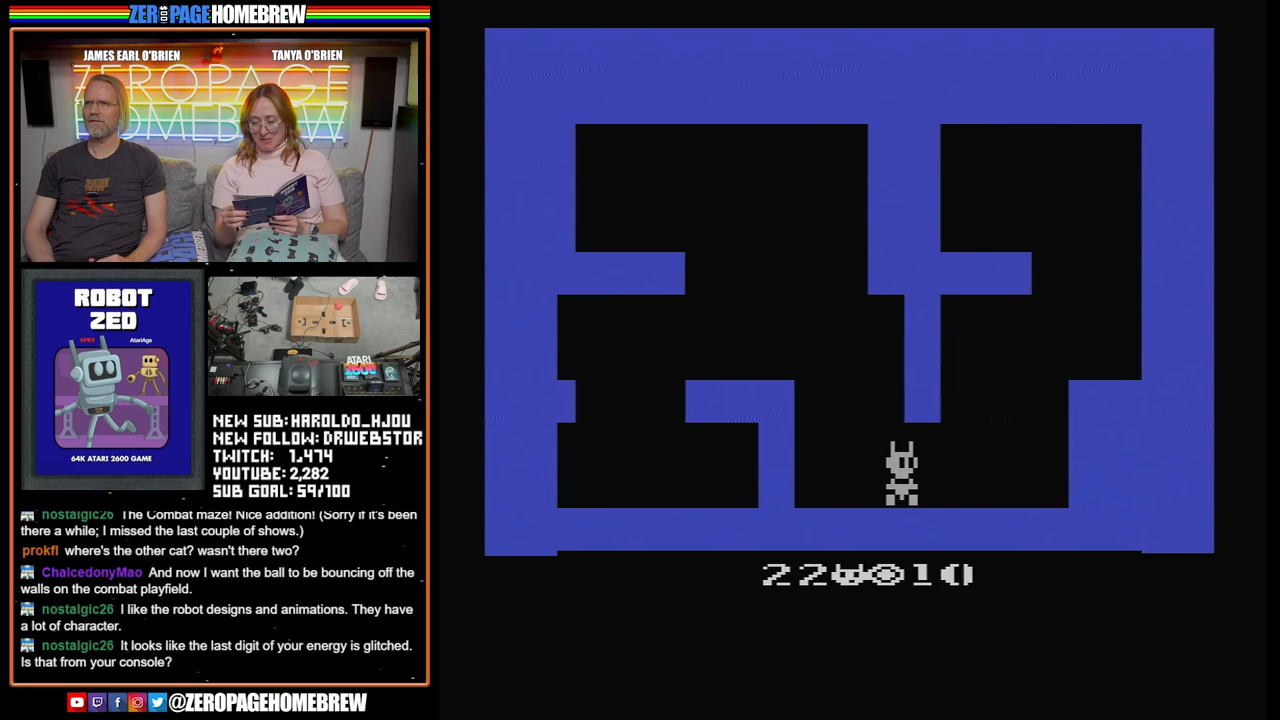 ZEROPAGEHOMEBREW
JAMES EARL O'BRIEN
TANYA O'BRIEN
ZEROPAGE
HOMEBREW
ROBOT
ZED
SPRY
AtariAge
64K ATARI 2600 GAME
NEW SUB: HAROLDO_HJOU
NEW FOLLOW: DRWEBSTOR
TWITCH: 1,474
YOUTUBE: 2,282
SUB GOAL: 59/100
nostalgic26 The Combat maze! Nice addition! (Sorry if it's been
there a while; I missed the last couple of shows.)
prokfl where's the other cat? wasn't there two?
ChalcedonyMao And now I want the ball to be bouncing off the
walls on the combat playfield.
nostalgic26 I like the robot designs and animations. They have
a lot of character.
nostalgic26 It looks like the last digit of your energy is glitched.
Is that from your console?
@ZEROPAGEHOMEBREW
22 10